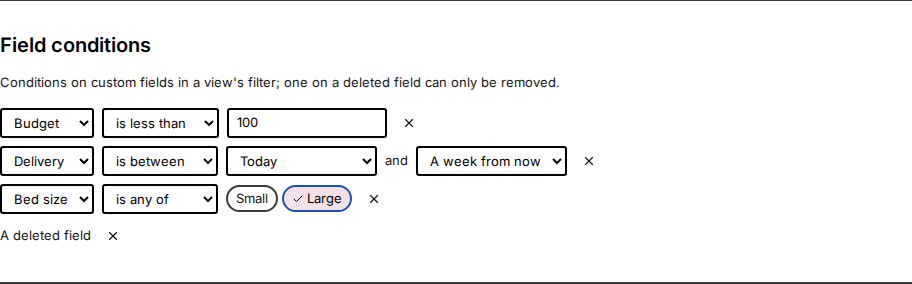 Field conditions
Conditions on custom fields in a view's filter; one on a deleted field can only be removed.
Budget is less than 100
Delivery is between Today and A week from now
Bed size is any of Small Large
A deleted field